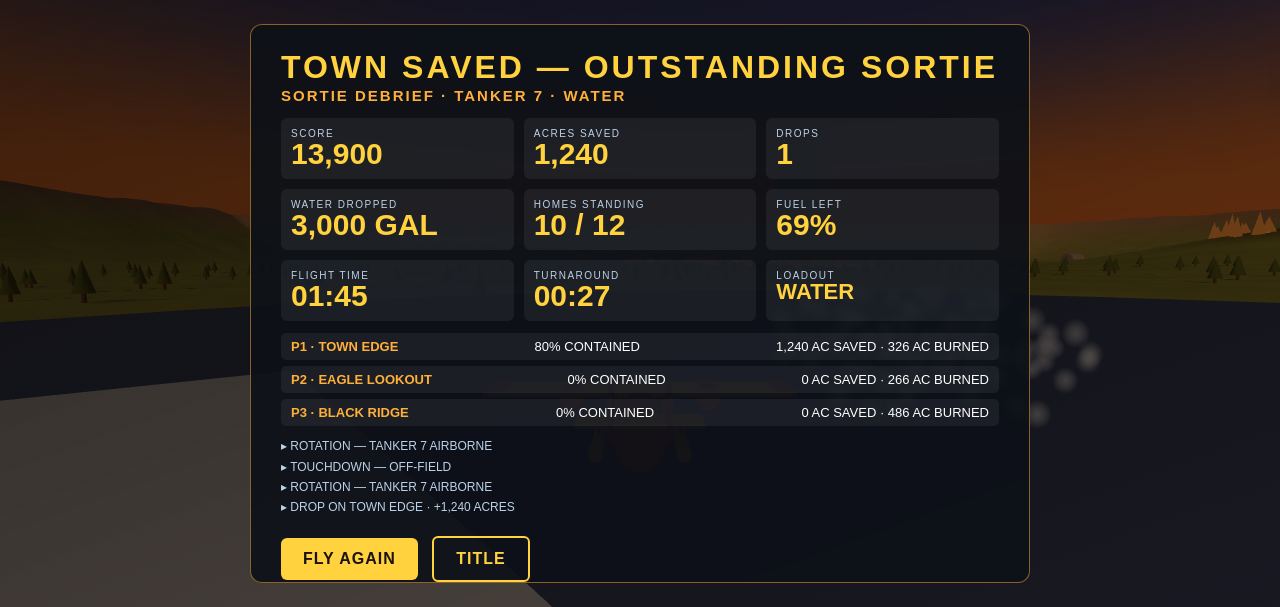 TOWN SAVED — OUTSTANDING SORTIE
SORTIE DEBRIEF · TANKER 7 · WATER
SCORE
13,900
ACRES SAVED
1,240
DROPS
1
WATER DROPPED
3,000 GAL
HOMES STANDING
10 / 12
FUEL LEFT
69%
FLIGHT TIME
01:45
TURNAROUND
00:27
LOADOUT
WATER
P1 · TOWN EDGE 80% CONTAINED 1,240 AC SAVED · 326 AC BURNED
P2 · EAGLE LOOKOUT 0% CONTAINED 0 AC SAVED · 266 AC BURNED
P3 · BLACK RIDGE 0% CONTAINED 0 AC SAVED · 486 AC BURNED
▸ ROTATION — TANKER 7 AIRBORNE
▸ TOUCHDOWN — OFF-FIELD
▸ ROTATION — TANKER 7 AIRBORNE
▸ DROP ON TOWN EDGE · +1,240 ACRES
FLY AGAIN TITLE